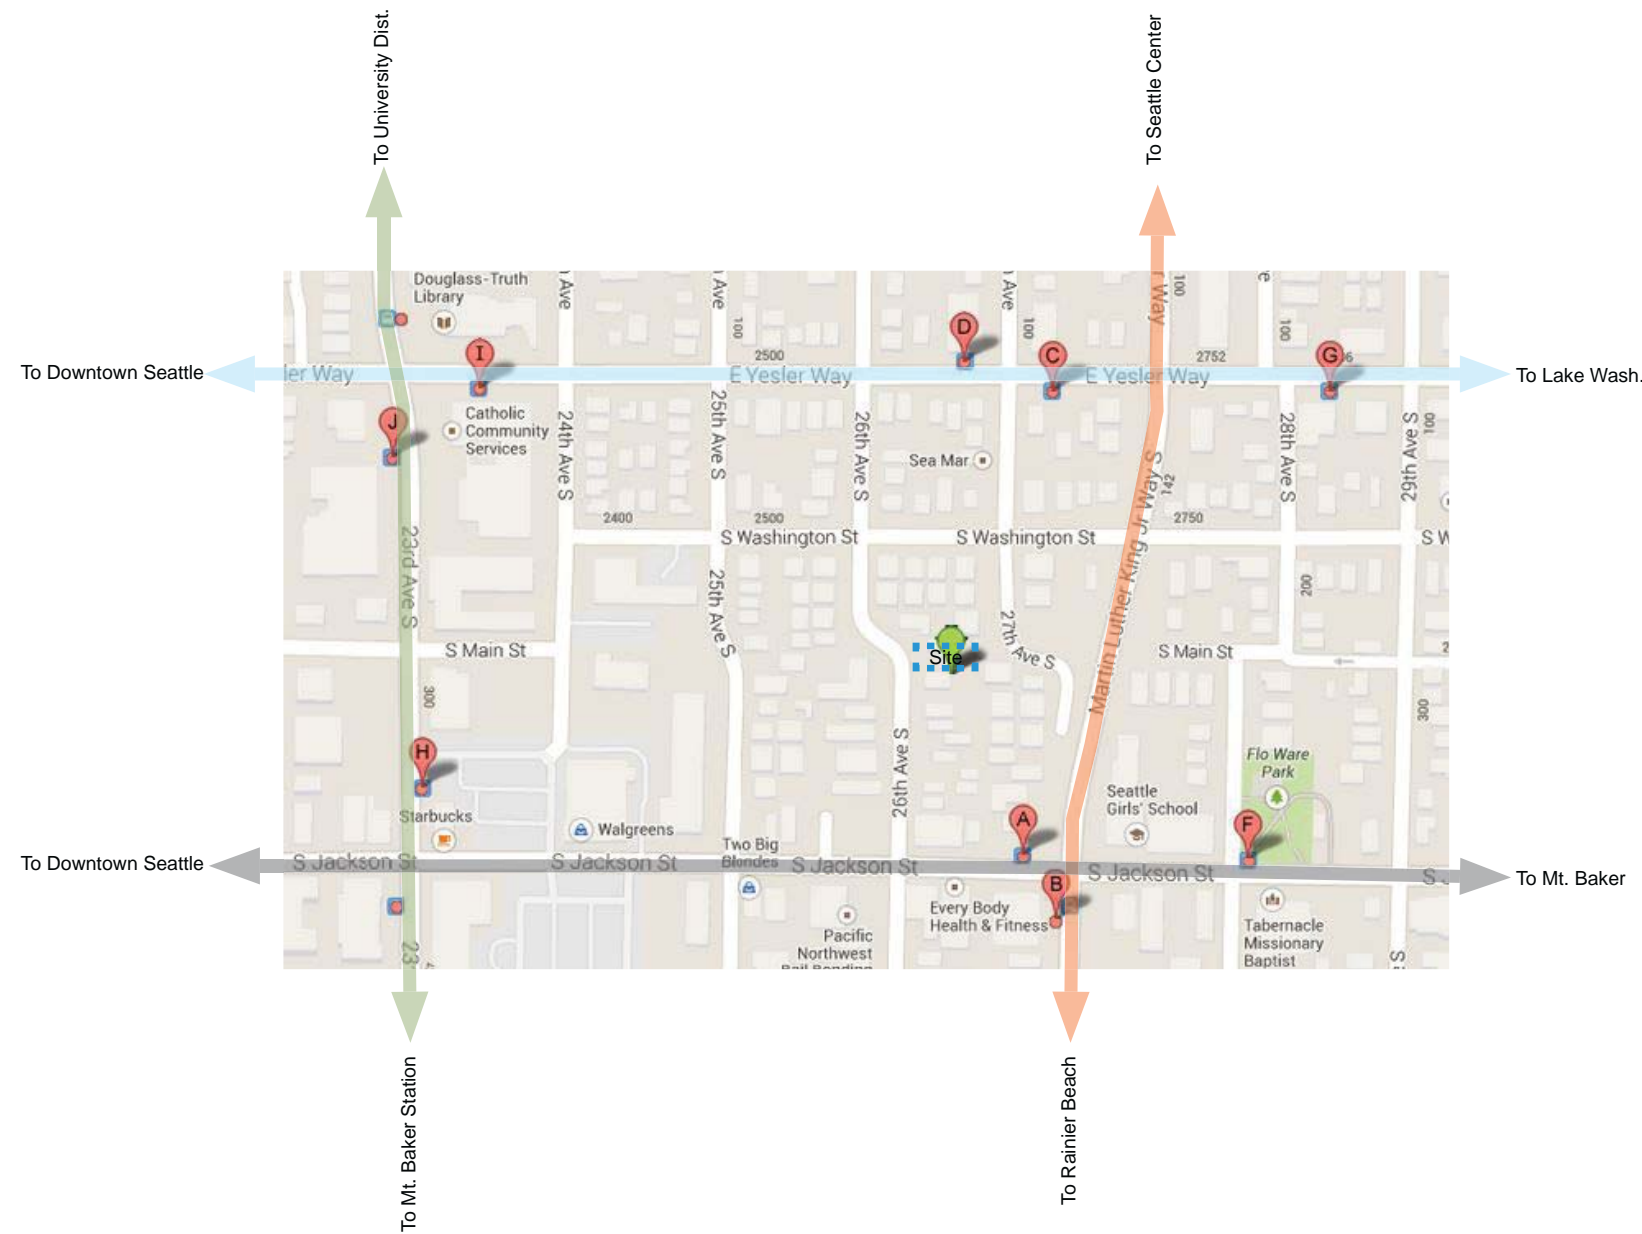 To University Dist.
To Seattle Center
Douglass-Truth
Library
Ave
Ave
Ave
Way
100
100
100
100
D
I
C
G
2500
2752
To Downtown Seattle
ler Way
E Yesler Way
E Yesler Way
To Lake Wash.
J
Catholic
Community
Services
24th Ave S
25th Ave S
26th Ave S
28th Ave S
29th Ave S
100
Sea Mar
142
2400
2500
2750
S Washington St
S Washington St
S W
23rd Ave S
25th Ave S
27th Ave S
Martin Luther King Jr Way S
200
S Main St
Site
S Main St
300
300
H
26th Ave S
Flo Ware
Park
Seattle
Girls' School
Starbucks
Walgreens
A
F
Two Big
Blondes
To Downtown Seattle
S Jackson St
S Jackson St
S Jackson St
S Jackson St
S J
To Mt. Baker
B
Every Body
Health & Fitness
Pacific
Northwest
Bail Bonding
Tabernacle
Missionary
Baptist
23
S
To Mt. Baker Station
To Rainier Beach